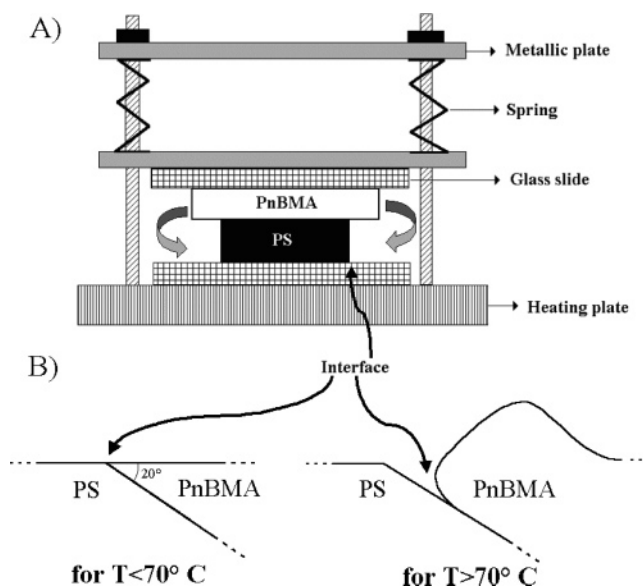 A)
Metallic plate
Spring
Glass slide
PnBMA
PS
Heating plate
Interface
B)
20°
PS
PnBMA
PS
PnBMA
for T<70° C
for T>70° C